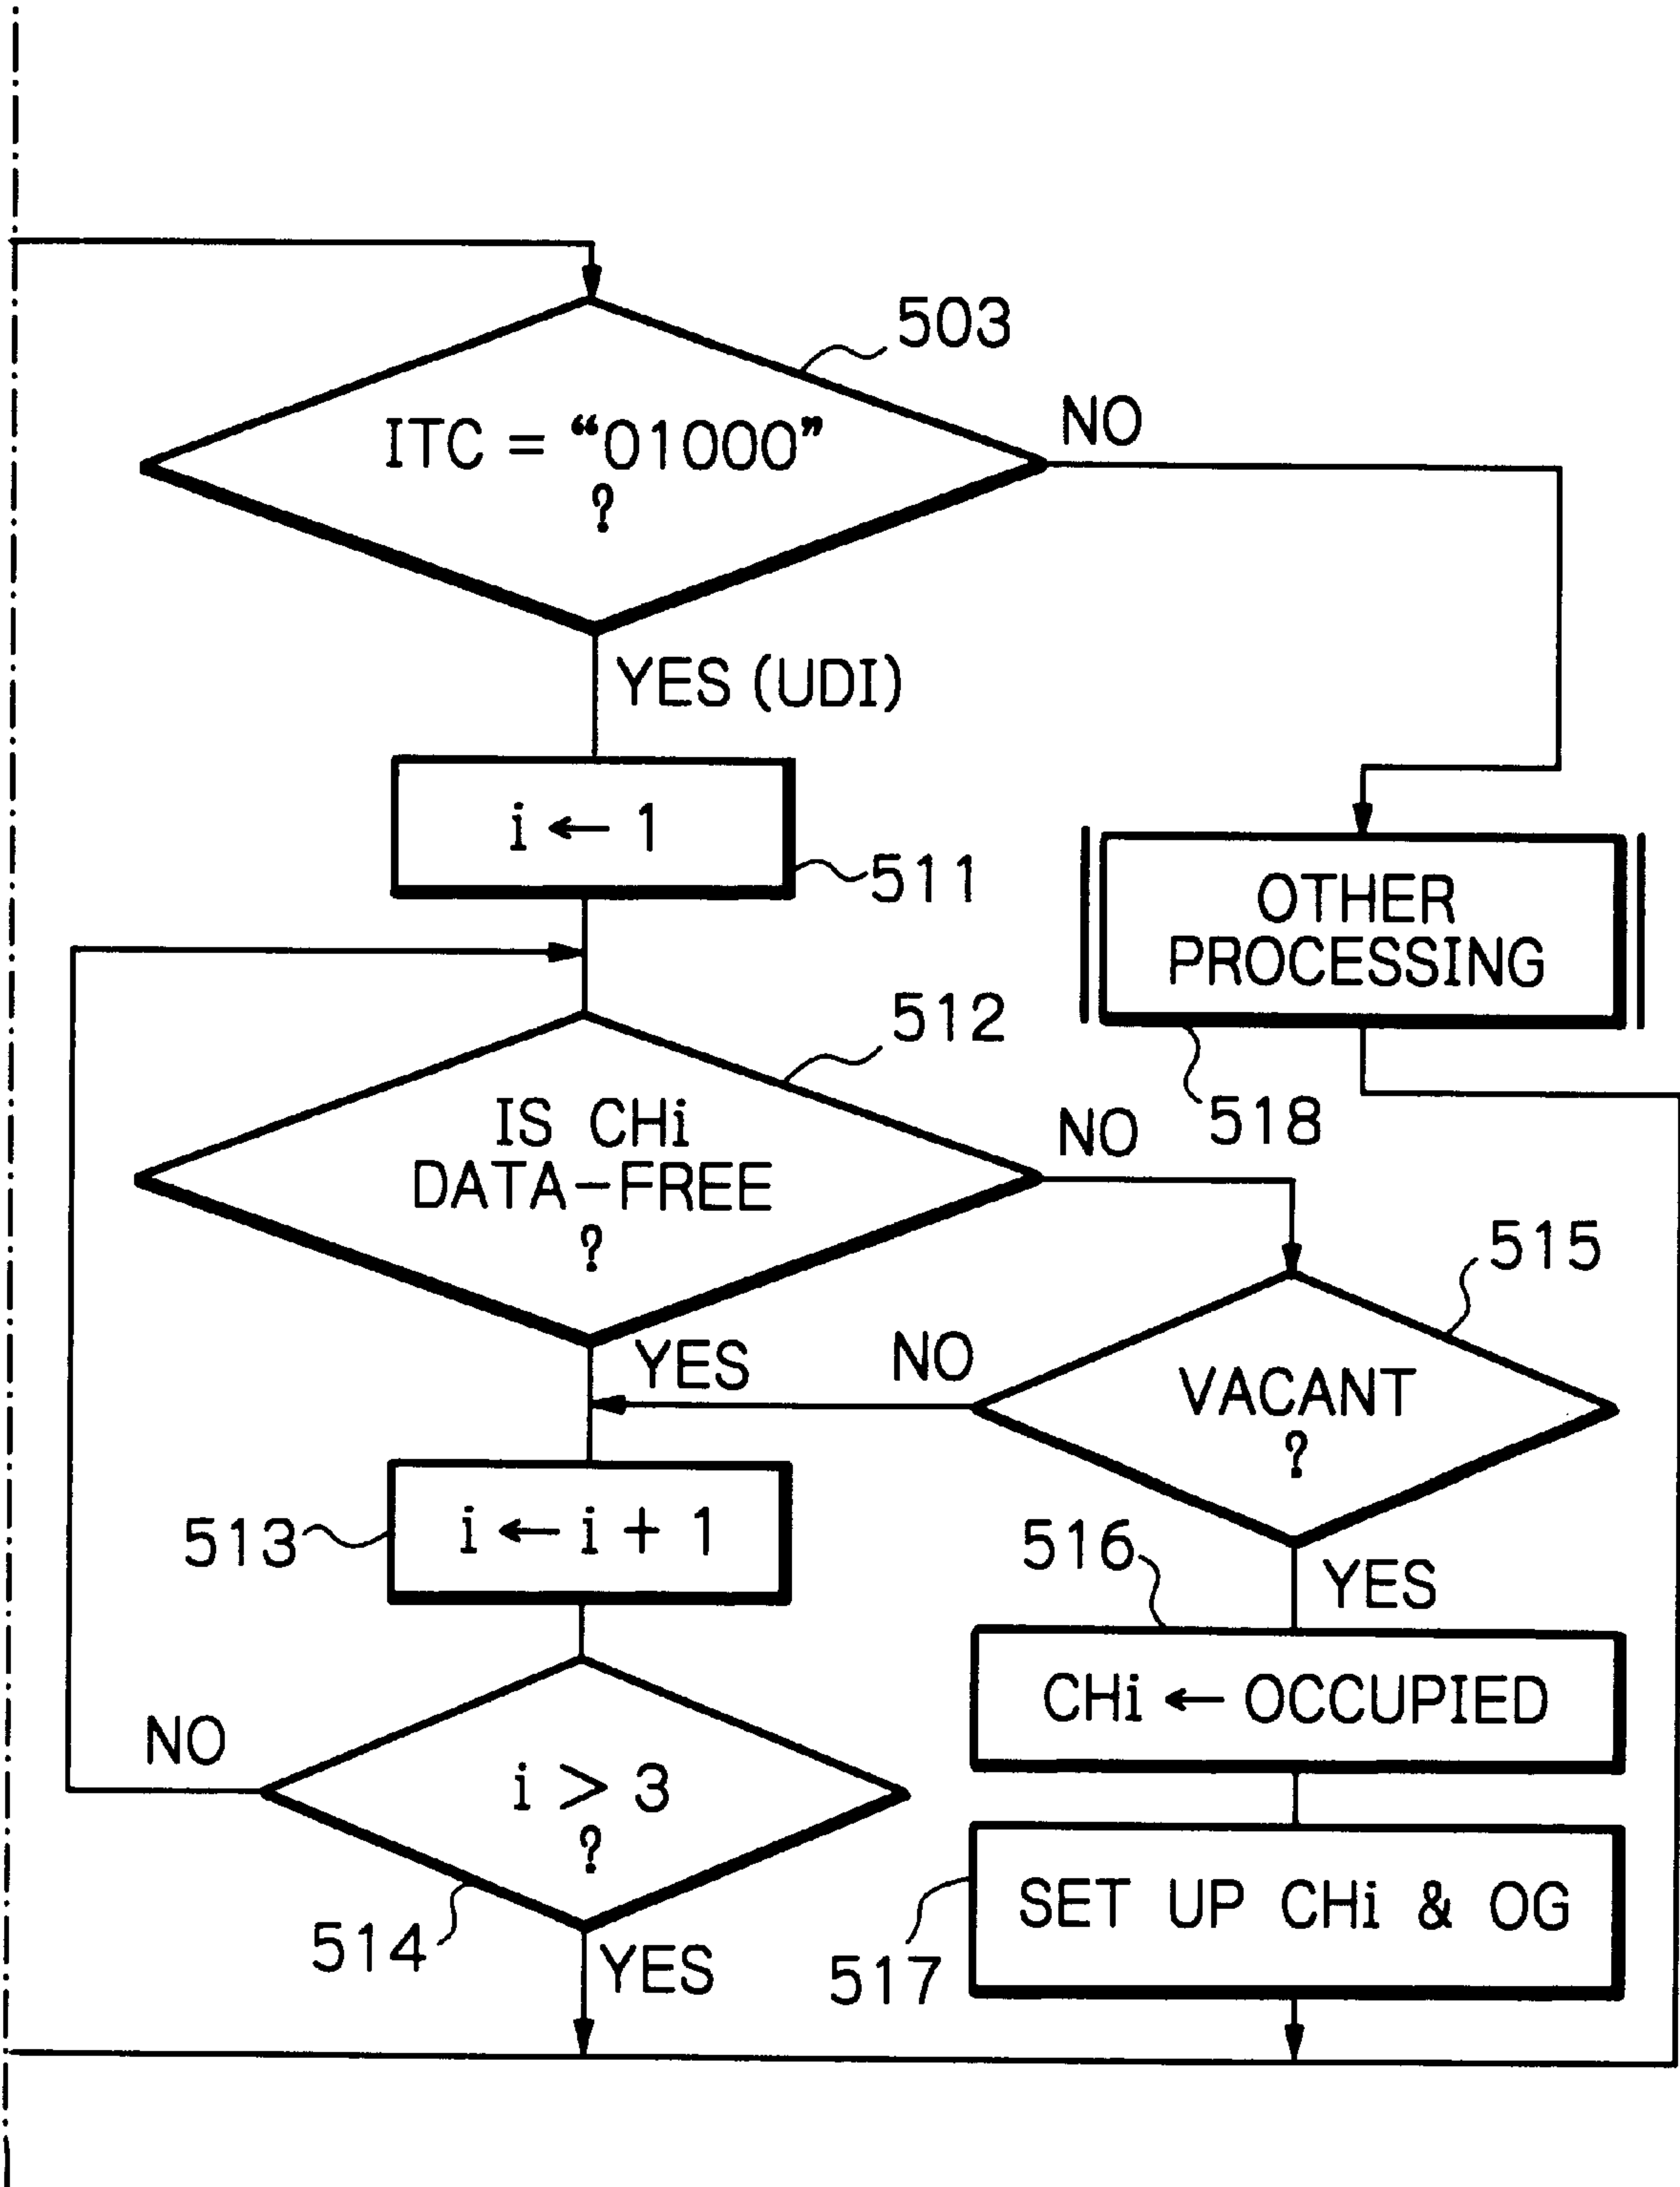 503
ITC = “01000”
?
NO
YES (UDI)
i ← 1
511
OTHER
PROCESSING
518
512
IS CHi
DATA-FREE
?
NO
515
YES
NO
VACANT
?
513
i ← i + 1
516
YES
CHi ← OCCUPIED
NO
i > 3
?
514
YES
SET UP CHi & OG
517